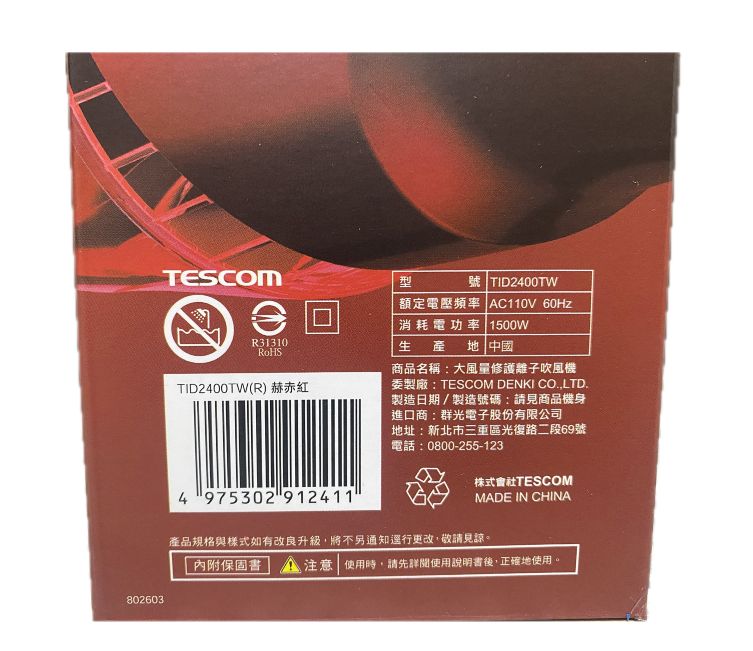 TESCOM
R31310
RoHS
型號 TID2400TW
額定電壓頻率 AC110V 60Hz
消耗電功率 1500W
生產地 中國
TID2400TW(R) 赫赤紅
4 975302 912411
商品名稱：大風量修護離子吹風機
委製廠：TESCOM DENKI CO.,LTD.
製造日期/製造號碼：請見商品機身
進口商：群光電子股份有限公司
地址：新北市三重區光復路二段69號
電話：0800-255-123
株式會社TESCOM
MADE IN CHINA
產品規格與樣式如有改良升級，將不另通知逕行更改，敬請見諒。
內附保固書 注意 使用時，請先詳閱使用說明書後，正確地使用。
802603